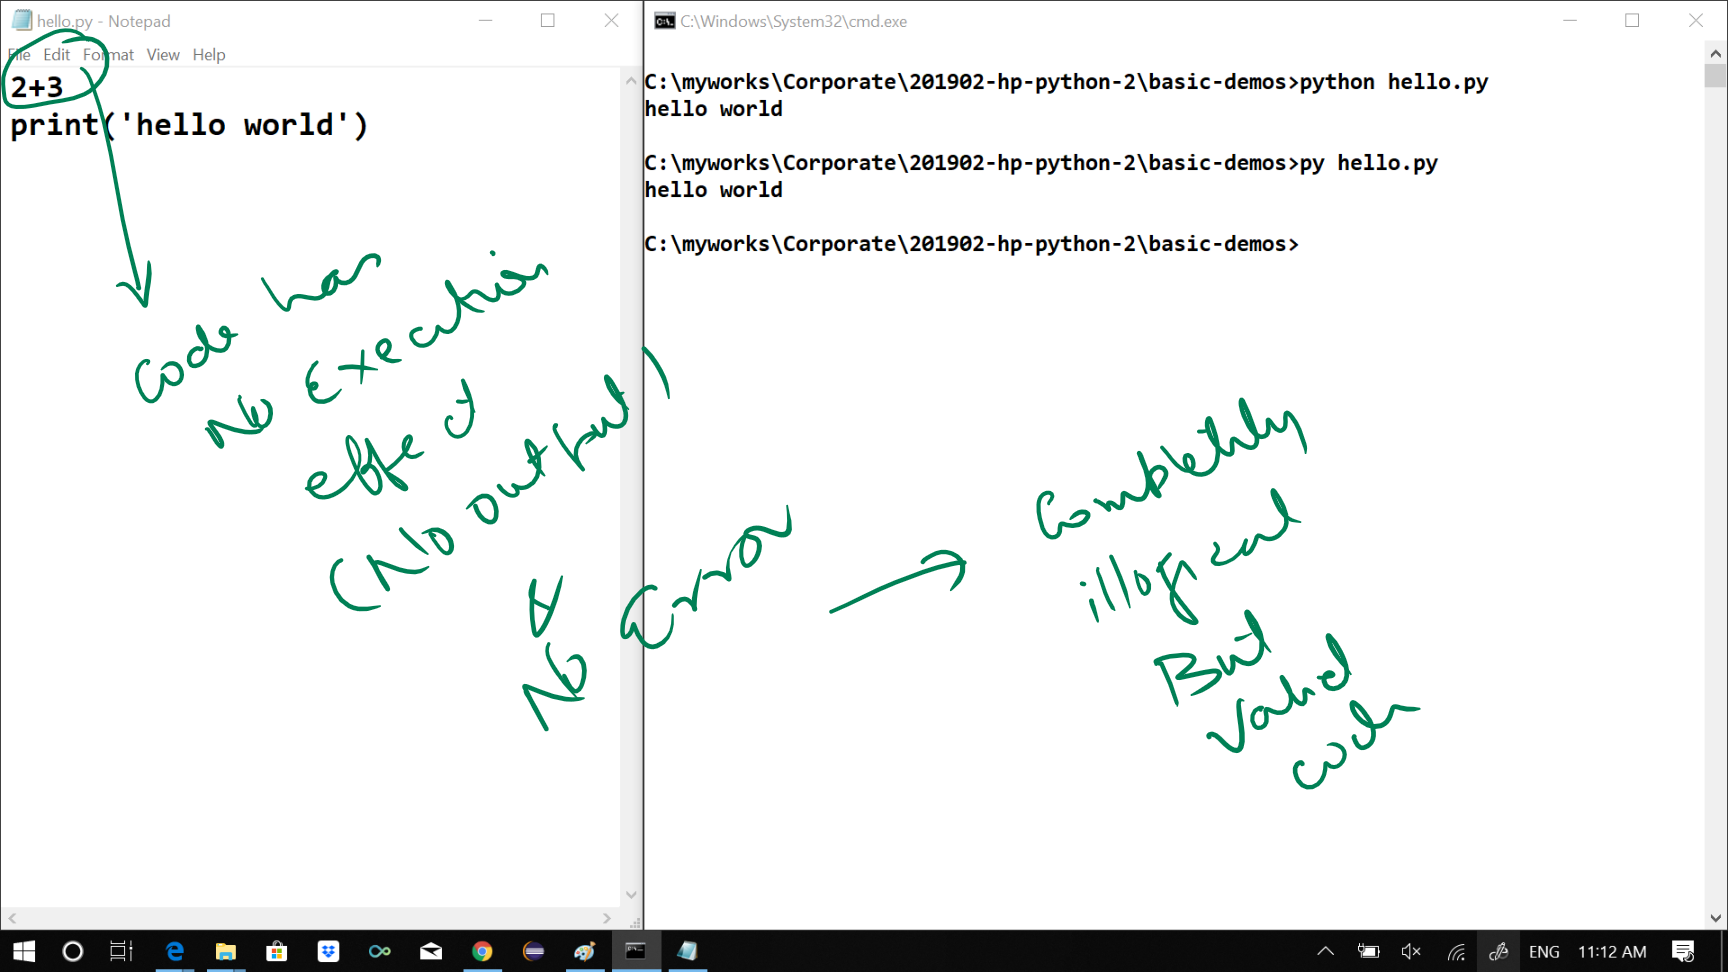 hello.py - Notepad
File Edit Format View Help
2+3
print('hello world')
C:\Windows\System32\cmd.exe
C:\myworks\Corporate\201902-hp-python-2\basic-demos>python hello.py
hello world
C:\myworks\Corporate\201902-hp-python-2\basic-demos>py hello.py
hello world
C:\myworks\Corporate\201902-hp-python-2\basic-demos>
Code has
No Execution
effect
(No output)
&
No Error
Completely
illogical
But
Valid
code
ENG 11:12 AM